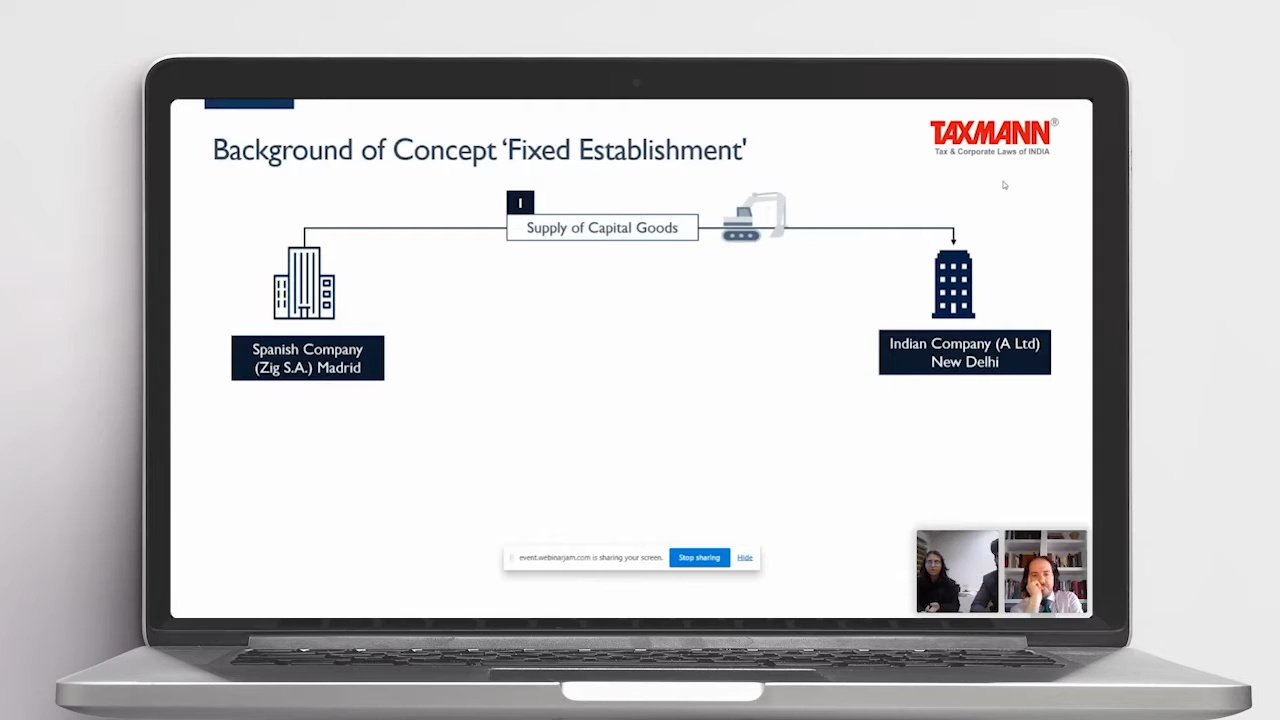 Background of Concept ‘Fixed Establishment'
TAXMANN®
Tax & Corporate Laws of INDIA
I
Supply of Capital Goods
Spanish Company
(Zig S.A.) Madrid
Indian Company (A Ltd)
New Delhi
event.webinarjam.com is sharing your screen.
Stop sharing
Hide